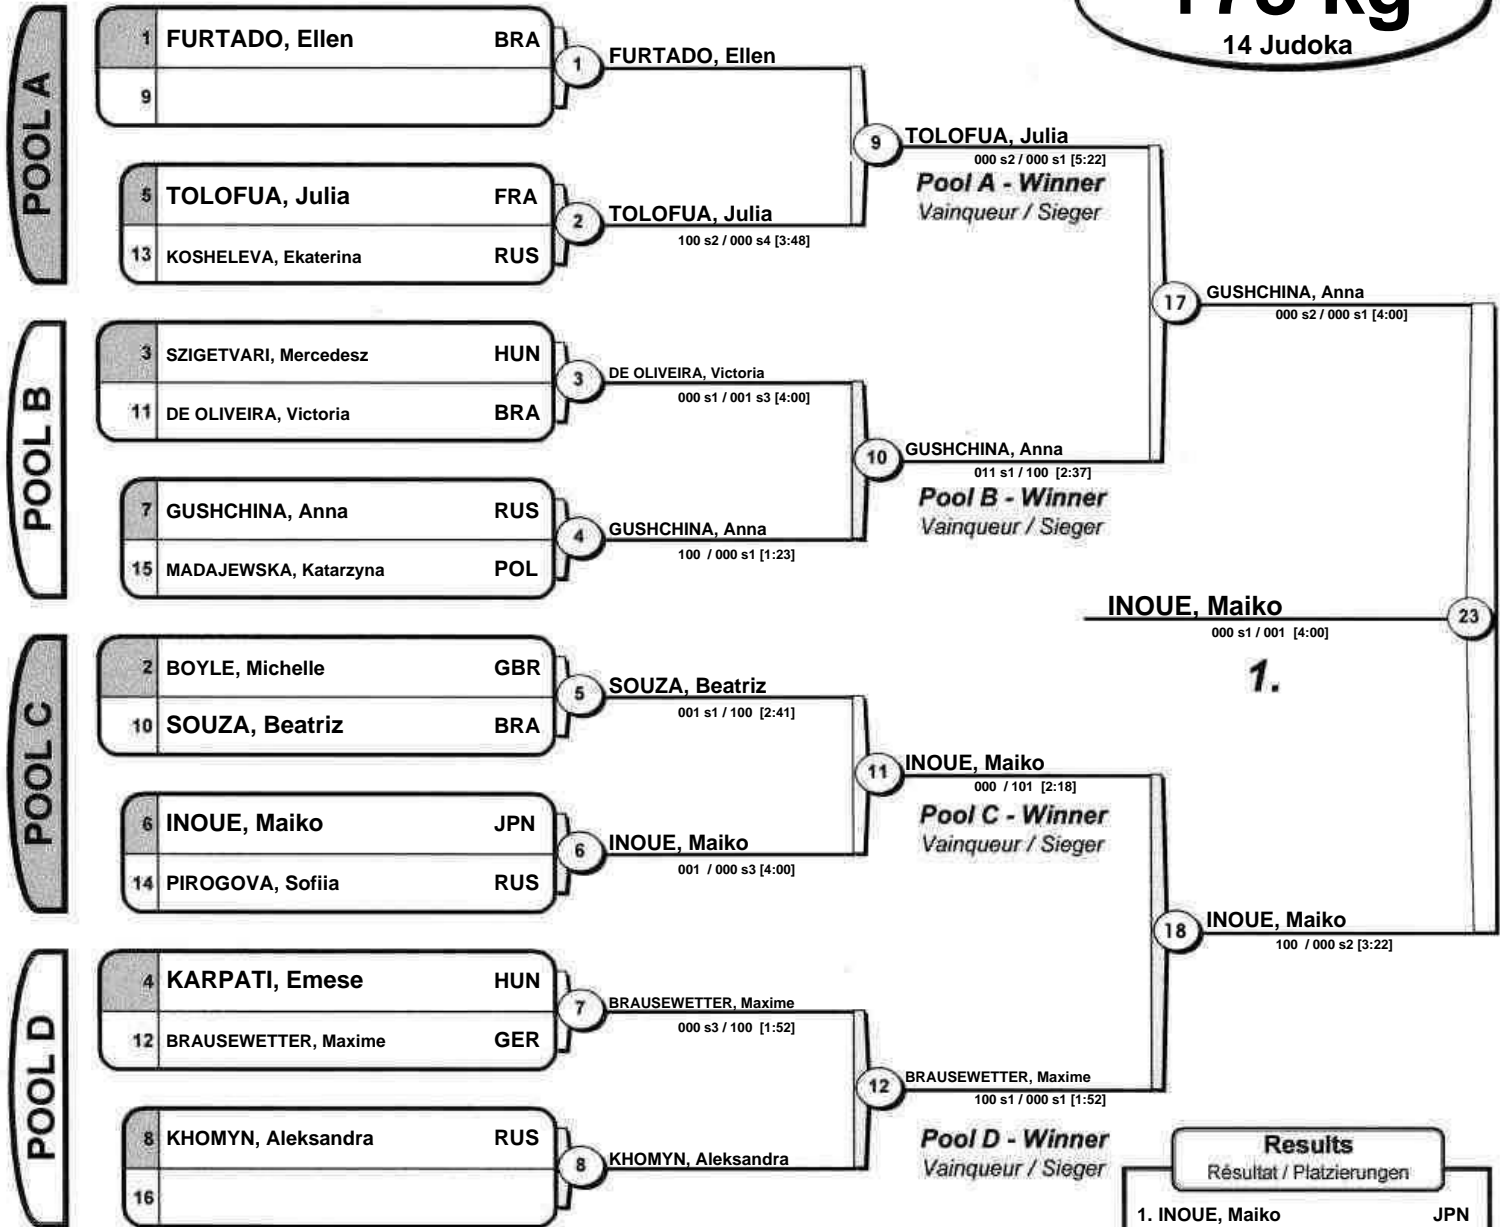 14 Judoka
POOL A
1 FURTADO, Ellen BRA
9
1 FURTADO, Ellen
5 TOLOFUA, Julia FRA
13 KOSHELEVA, Ekaterina RUS
2 TOLOFUA, Julia
100 s2 / 000 s4 [3:48]
9 TOLOFUA, Julia
000 s2 / 000 s1 [5:22]
Pool A - Winner
Vainqueur / Sieger
POOL B
3 SZIGETVARI, Mercedesz HUN
11 DE OLIVEIRA, Victoria BRA
3 DE OLIVEIRA, Victoria
000 s1 / 001 s3 [4:00]
7 GUSHCHINA, Anna RUS
15 MADAJEWSKA, Katarzyna POL
4 GUSHCHINA, Anna
100 / 000 s1 [1:23]
10 GUSHCHINA, Anna
011 s1 / 100 [2:37]
Pool B - Winner
Vainqueur / Sieger
17 GUSHCHINA, Anna
000 s2 / 000 s1 [4:00]
INOUE, Maiko 23
000 s1 / 001 [4:00]
1.
POOL C
2 BOYLE, Michelle GBR
10 SOUZA, Beatriz BRA
5 SOUZA, Beatriz
001 s1 / 100 [2:41]
6 INOUE, Maiko JPN
14 PIROGOVA, Sofiia RUS
6 INOUE, Maiko
001 / 000 s3 [4:00]
11 INOUE, Maiko
000 / 101 [2:18]
Pool C - Winner
Vainqueur / Sieger
18 INOUE, Maiko
100 / 000 s2 [3:22]
POOL D
4 KARPATI, Emese HUN
12 BRAUSEWETTER, Maxime GER
7 BRAUSEWETTER, Maxime
000 s3 / 100 [1:52]
8 KHOMYN, Aleksandra RUS
16
8 KHOMYN, Aleksandra
12 BRAUSEWETTER, Maxime
100 s1 / 000 s1 [1:52]
Pool D - Winner
Vainqueur / Sieger
Results
Résultat / Platzierungen
1. INOUE, Maiko JPN